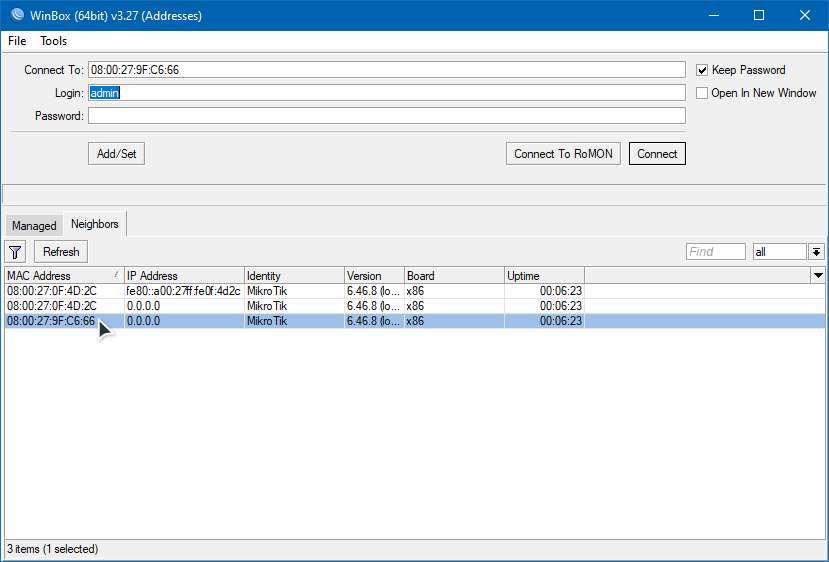 WinBox (64bit) v3.27 (Addresses)
File Tools
Connect To: 08:00:27:9F:C6:66
Keep Password
Login: admin
Open In New Window
Password:
Add/Set Connect To RoMON Connect
Managed Neighbors
Refresh Find all
MAC Address IP Address Identity Version Board Uptime
08:00:27:0F:4D:2C fe80::a00:27ff:fe0f:4d2c MikroTik 6.46.8 (lo... x86 00:06:23
08:00:27:0F:4D:2C 0.0.0.0 MikroTik 6.46.8 (lo... x86 00:06:23
08:00:27:9F:C6:66 0.0.0.0 MikroTik 6.46.8 (lo... x86 00:06:23
3 items (1 selected)